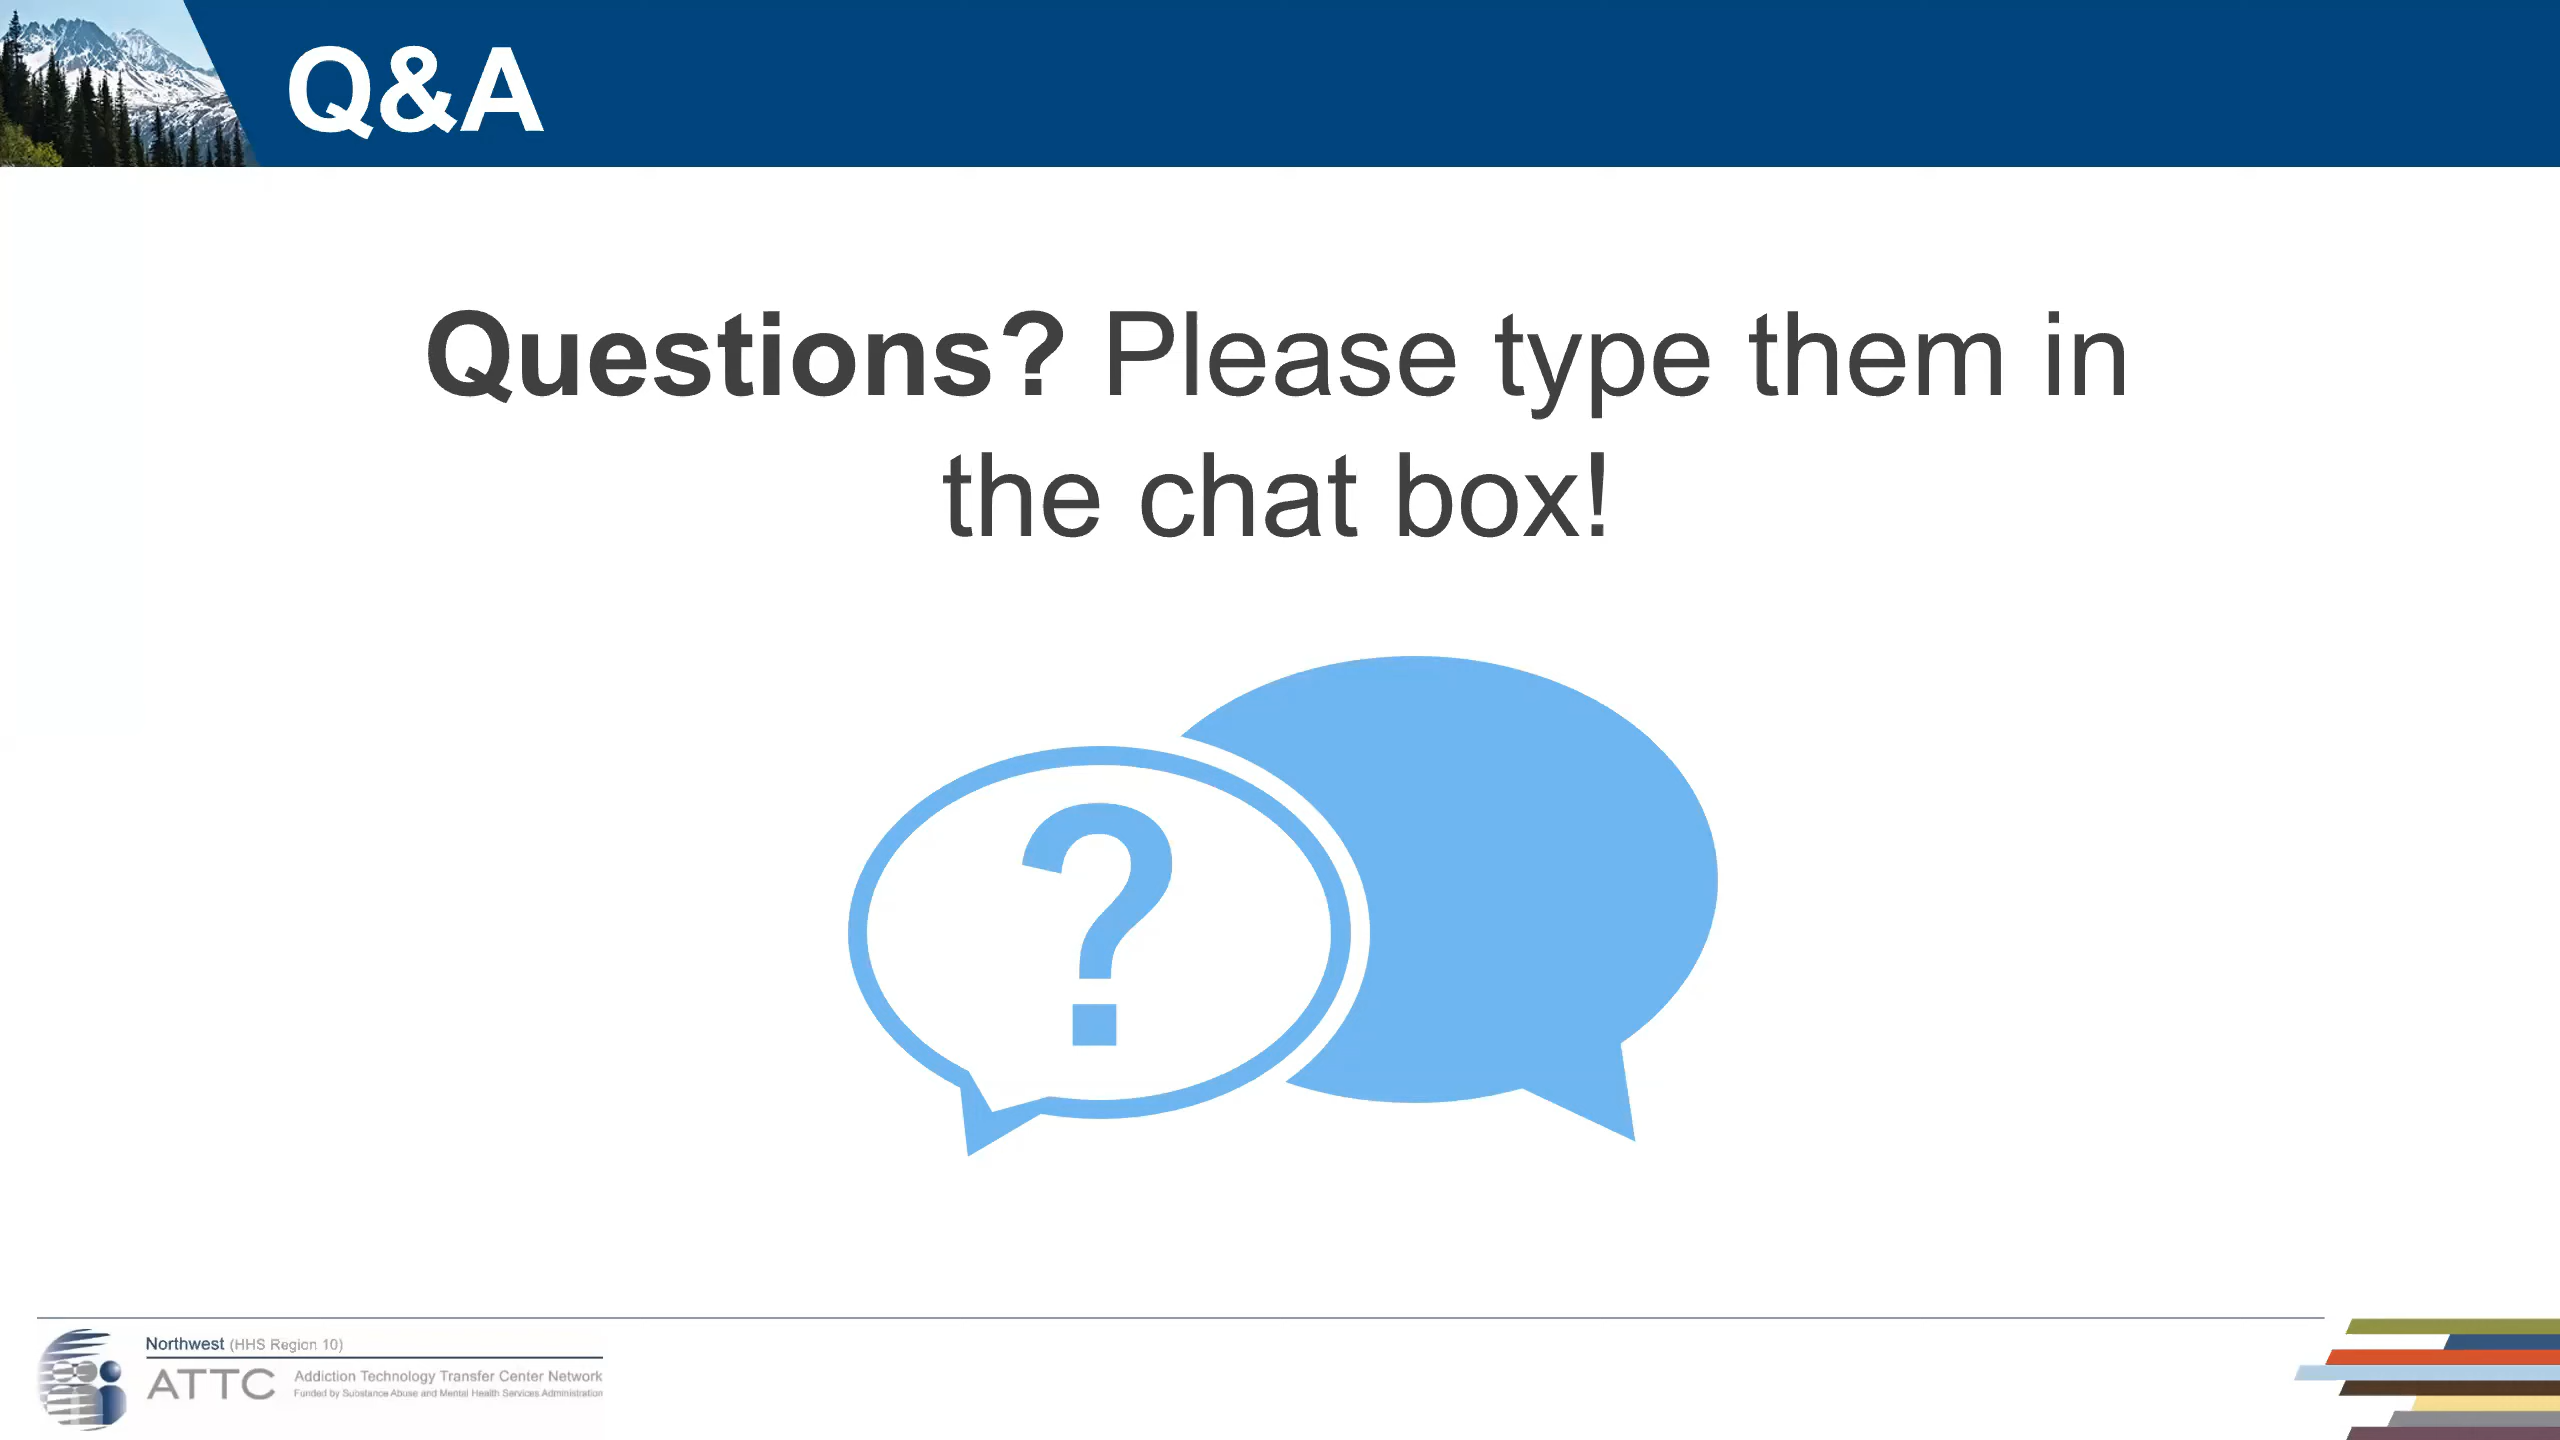 Q&A
Questions? Please type them in
the chat box!
?
Northwest (HHS Region 10)
ATTC
Addiction Technology Transfer Center Network
Funded by Substance Abuse and Mental Health Services Administration